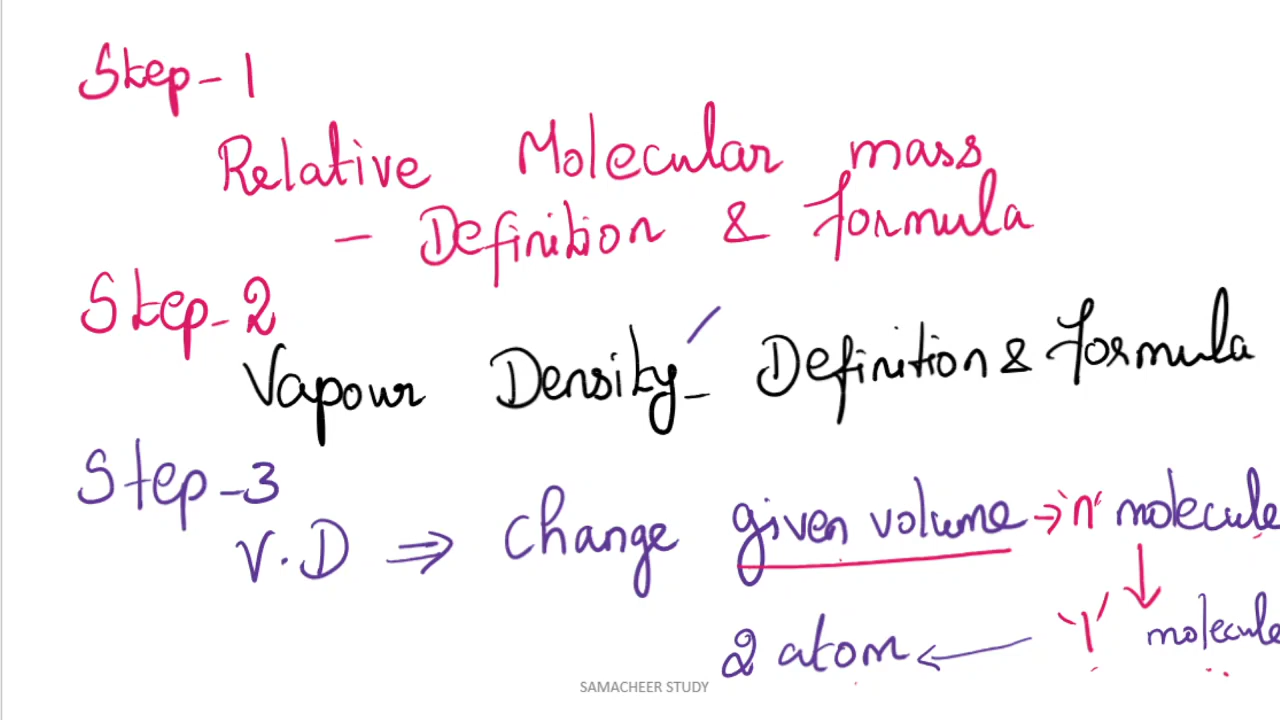 Step - 1
Relative Molecular mass
- Definition & Formula
Step - 2
Vapour Density - Definition & Formula
Step - 3
V.D ⇒ Change given volume → 'n' molecule
2 atom ← '1' molecule
SAMACHEER STUDY